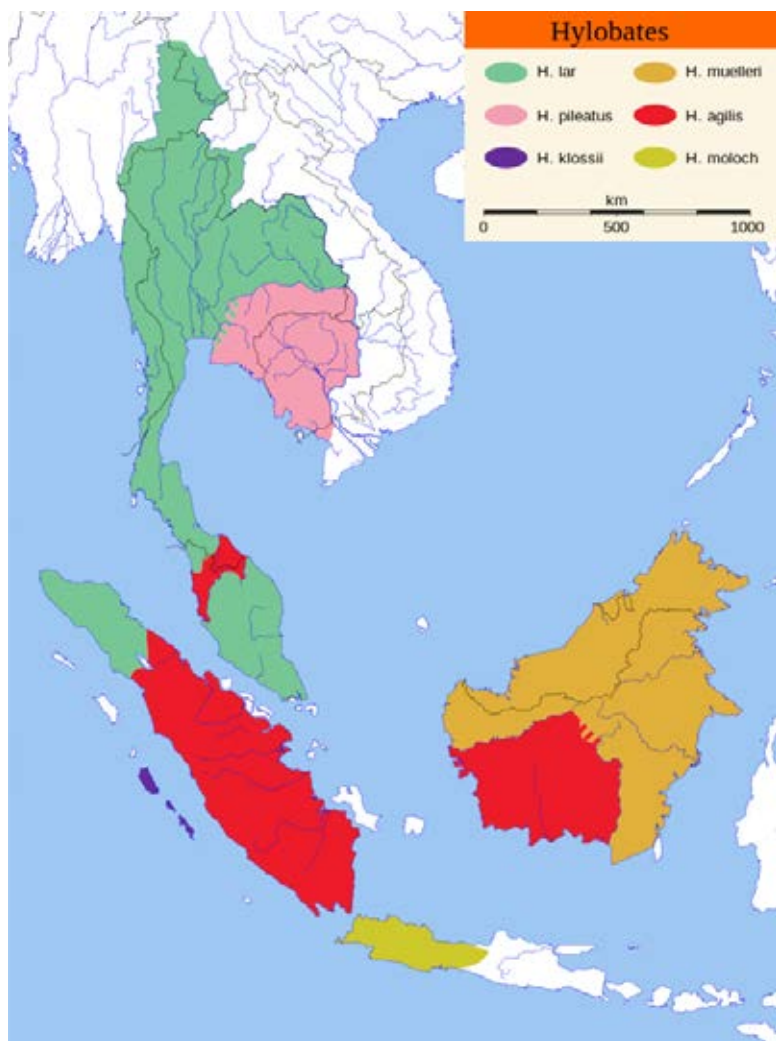 Hylobates
H. lar H. muelleri
H. pileatus H. agilis
H. klossii H. moloch
km
0 500 1000